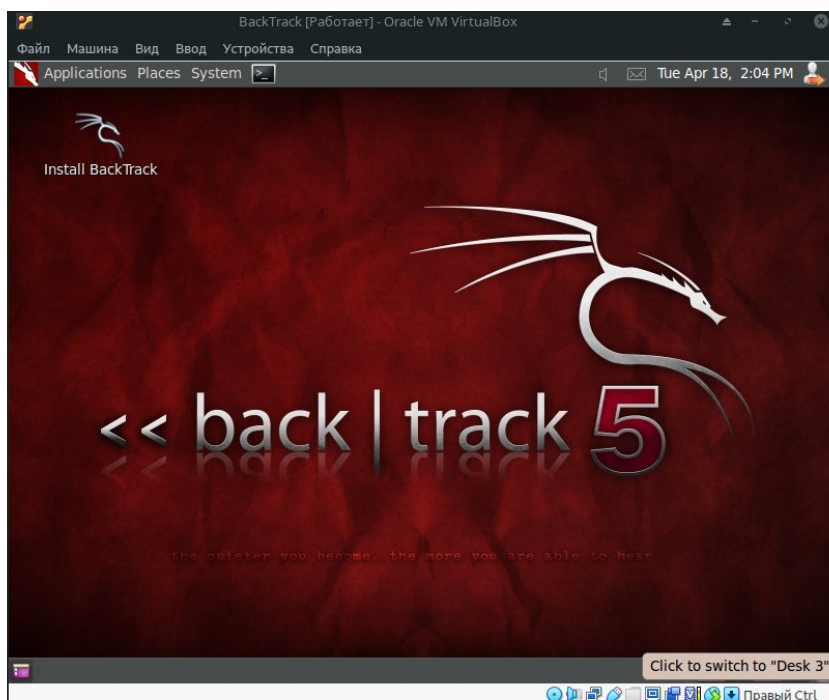 BackTrack [Работает] - Oracle VM VirtualBox
Файл Машина Вид Ввод Устройства Справка
Applications Places System Tue Apr 18, 2:04 PM
Install BackTrack
<< back | track 5
the quieter you become, the more you are able to hear
Click to switch to "Desk 3"
Правый Ctrl